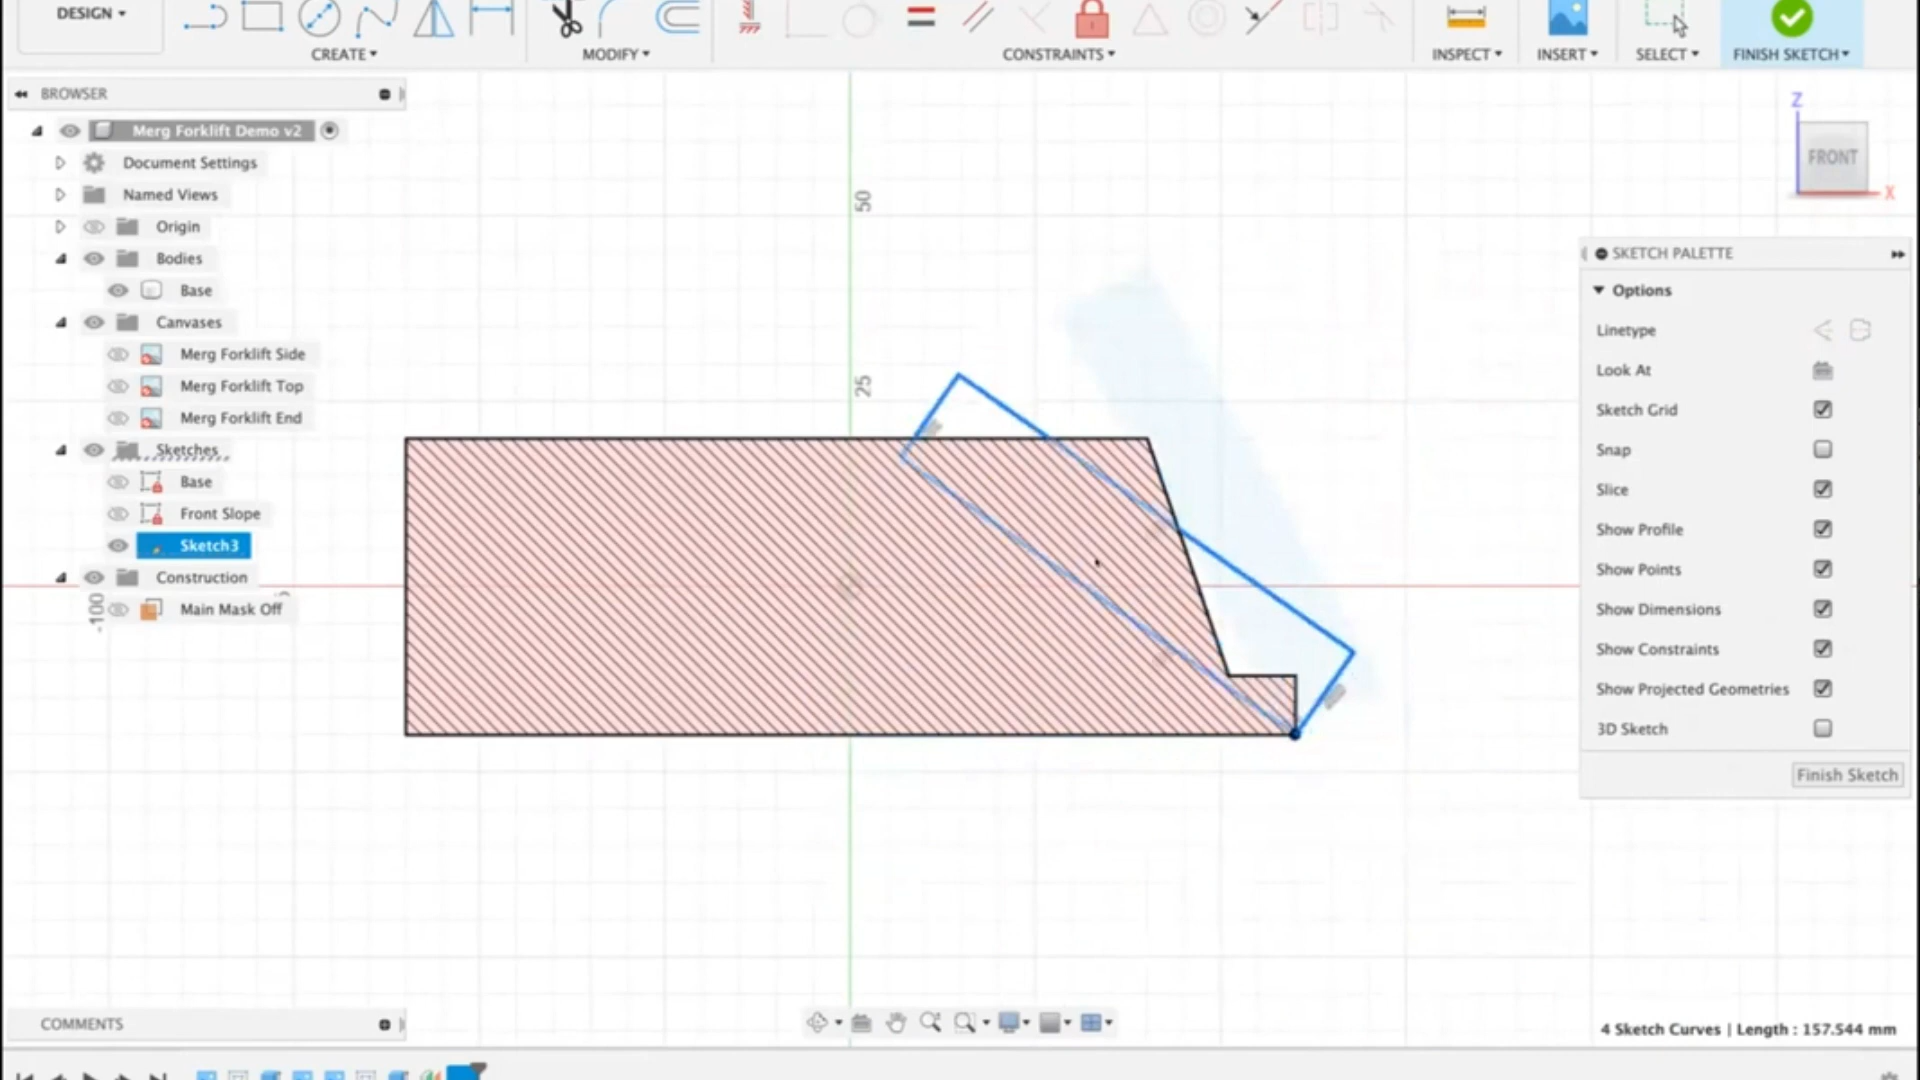 DESIGN
CREATE
MODIFY
CONSTRAINTS
INSPECT
INSERT
SELECT
FINISH SKETCH
BROWSER
Merg Forklift Demo v2
Document Settings
Named Views
Origin
Bodies
Base
Canvases
Merg Forklift Side
Merg Forklift Top
Merg Forklift End
Sketches
Base
Front Slope
Sketch3
Construction
Main Mask Off
-100
50
25
Z
FRONT
X
SKETCH PALETTE
Options
Linetype
Look At
Sketch Grid
Snap
Slice
Show Profile
Show Points
Show Dimensions
Show Constraints
Show Projected Geometries
3D Sketch
Finish Sketch
COMMENTS
4 Sketch Curves | Length : 157.544 mm